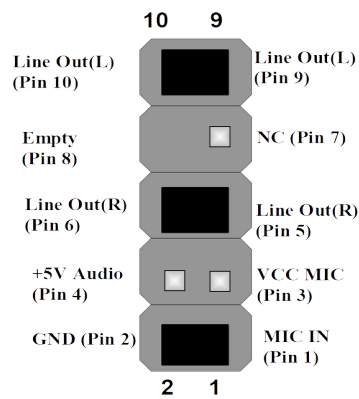 10 9
Line Out(L)
(Pin 10)
Line Out(L)
(Pin 9)
Empty
(Pin 8)
NC (Pin 7)
Line Out(R)
(Pin 6)
Line Out(R)
(Pin 5)
+5V Audio
(Pin 4)
VCC MIC
(Pin 3)
GND (Pin 2)
MIC IN
(Pin 1)
2 1